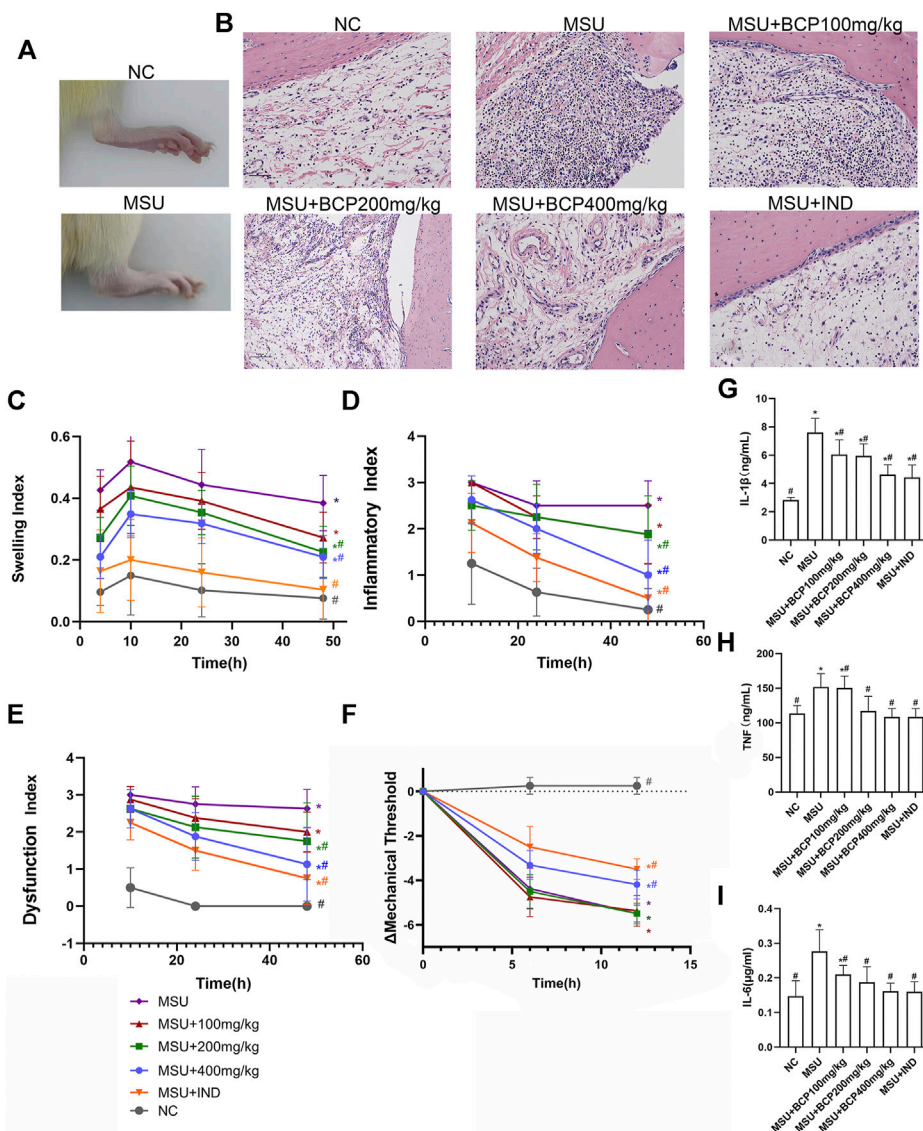 A
NC
MSU
B
NC
MSU
MSU+BCP100mg/kg
MSU+BCP200mg/kg
MSU+BCP400mg/kg
MSU+IND
C
Swelling Index
0.6
0.4
0.2
0.0
0 10 20 30 40 50
Time(h)
*
*
*#
*#
#
#
D
Inflammatory Index
4
3
2
1
0
0 20 40 60
Time(h)
*
*
*#
*#
*#
#
E
Dysfunction Index
4
3
2
1
0
-1
0 20 40 60
Time(h)
*
*
*#
*#
*#
#
F
ΔMechanical Threshold
0
-2
-4
-6
0 5 10 15
Time(h)
#
*#
*#
*
*
*
MSU
MSU+100mg/kg
MSU+200mg/kg
MSU+400mg/kg
MSU+IND
NC
G
IL-1β(ng/mL)
10
8
6
4
2
0
# * *# *# *# *#
NC
MSU
MSU+BCP100mg/kg
MSU+BCP200mg/kg
MSU+BCP400mg/kg
MSU+IND
H
TNF(ng/mL)
200
150
100
50
0
# * *# # # #
NC
MSU
MSU+BCP100mg/kg
MSU+BCP200mg/kg
MSU+BCP400mg/kg
MSU+IND
I
IL-6(μg/ml)
0.4
0.3
0.2
0.1
0.0
# * *# # # #
NC
MSU
MSU+BCP100mg/kg
MSU+BCP200mg/kg
MSU+BCP400mg/kg
MSU+IND